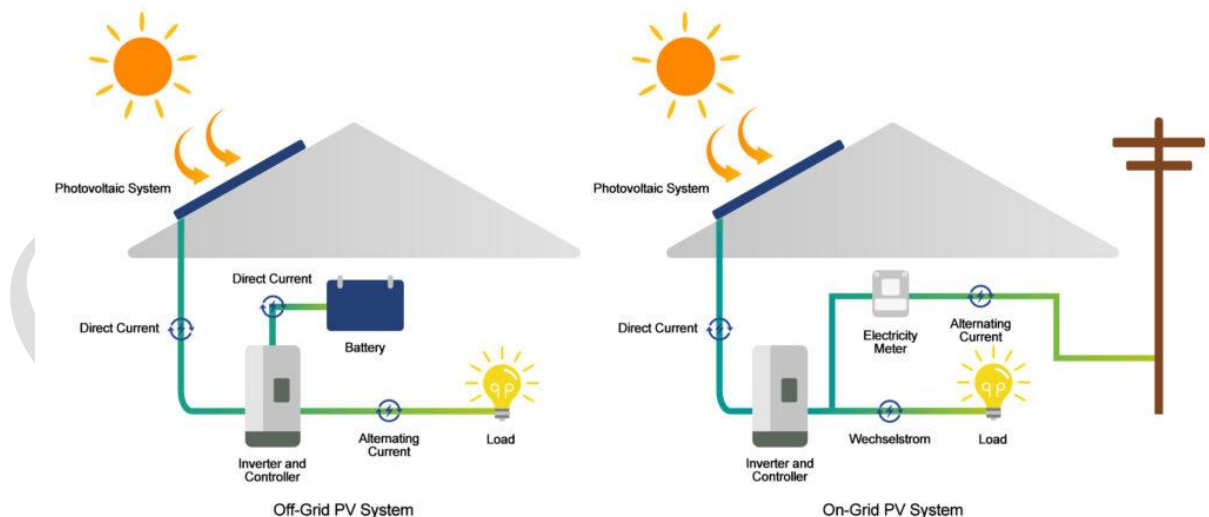 Photovoltaic System
Direct Current
Battery
Direct Current
Inverter and
Controller
Alternating
Current
Load
Off-Grid PV System
Photovoltaic System
Direct Current
Electricity
Meter
Alternating
Current
Inverter and
Controller
Wechselstrom
Load
On-Grid PV System